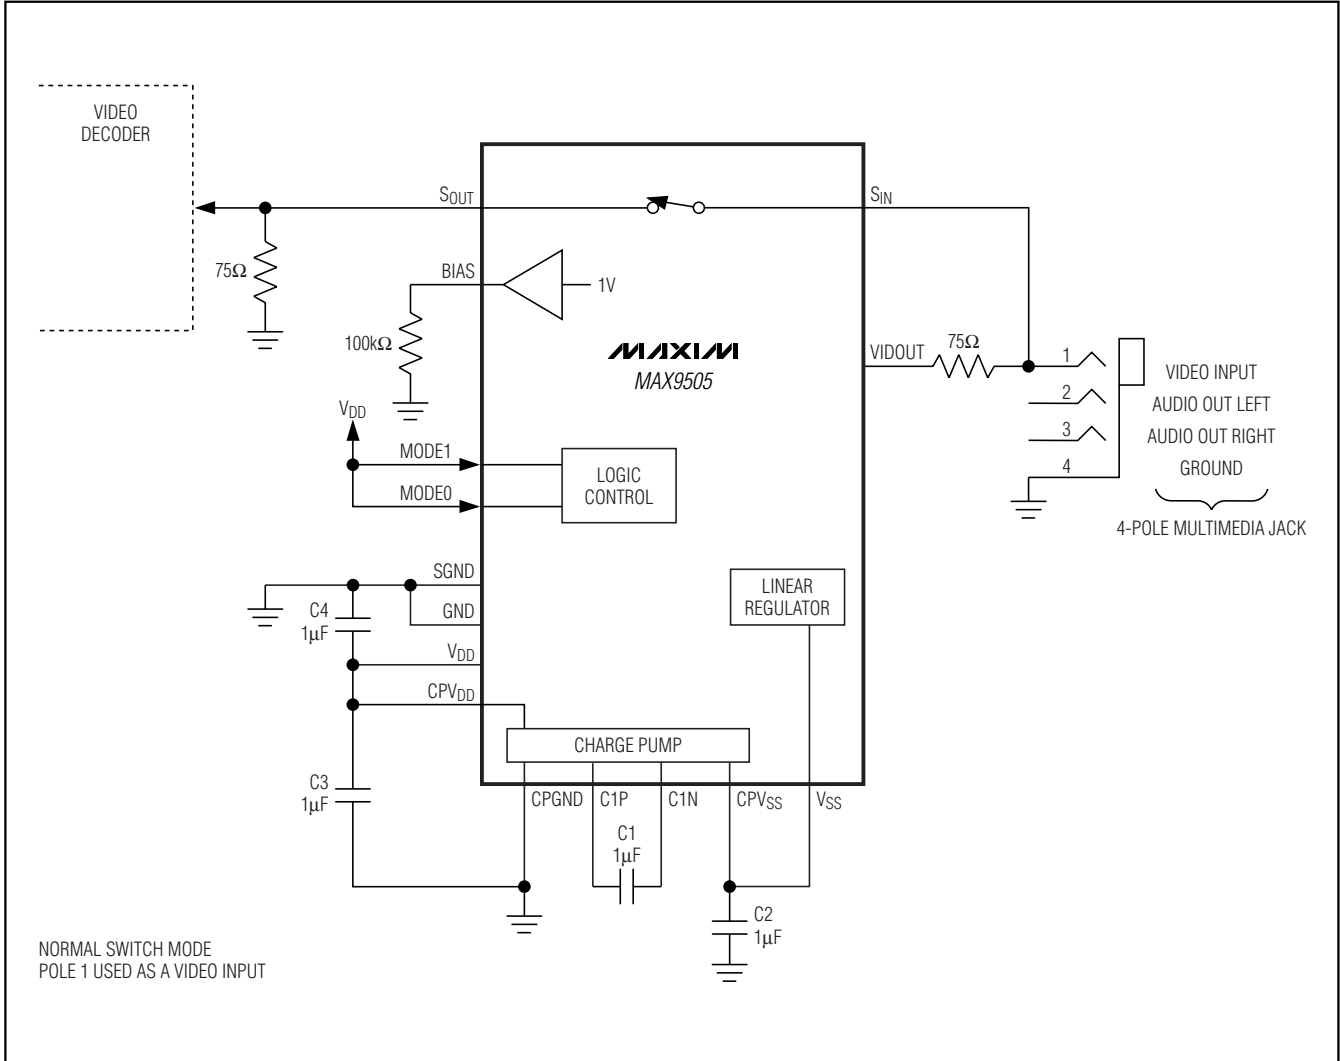 VIDEO
DECODER
SOUT
SIN
75Ω
BIAS
1V
100kΩ
MAXIM
MAX9505
VIDOUT
75Ω
1
VIDEO INPUT
2
AUDIO OUT LEFT
3
AUDIO OUT RIGHT
4
GROUND
4-POLE MULTIMEDIA JACK
VDD
MODE1
MODE0
LOGIC
CONTROL
SGND
GND
C4
1µF
VDD
CPVDD
LINEAR
REGULATOR
CHARGE PUMP
C3
1µF
CPGND
C1P
C1N
CPVSS
VSS
C1
1µF
C2
1µF
NORMAL SWITCH MODE
POLE 1 USED AS A VIDEO INPUT